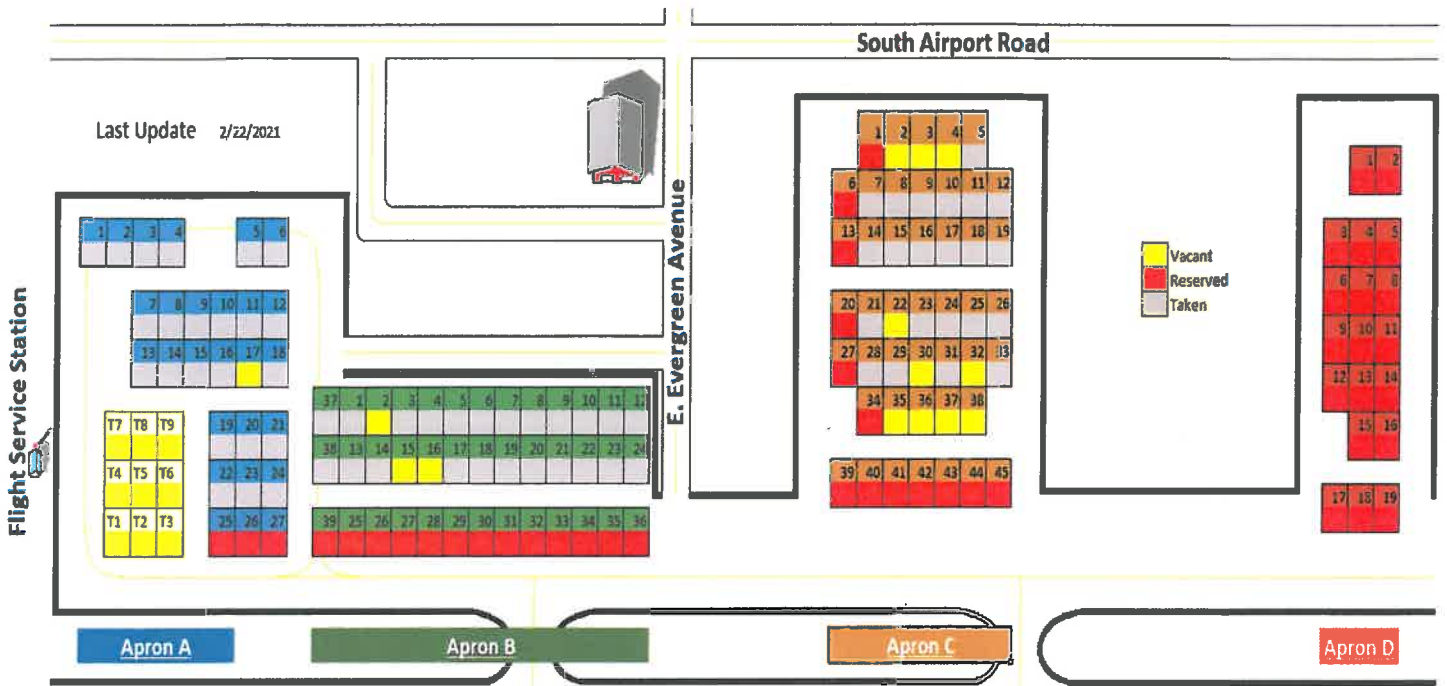 South Airport Road
Last Update 2/22/2021
E. Evergreen Avenue
Flight Service Station
1 2 3 4 5 6
7 8 9 10 11 12
13 14 15 16 17 18
T7 T8 T9 19 20 21
T4 T5 T6 22 23 24
T1 T2 T3 25 26 27
37 1 2 3 4 5 6 7 8 9 10 11 12
38 13 14 15 16 17 18 19 20 21 22 23 24
39 25 26 27 28 29 30 31 32 33 34 35 36
1 2 3 4 5
6 7 8 9 10 11 12
13 14 15 16 17 18 19
20 21 22 23 24 25 26
27 28 29 30 31 32 33
34 35 36 37 38
39 40 41 42 43 44 45
Vacant
Reserved
Taken
1 2
3 4 5
6 7 8
9 10 11
12 13 14
15 16
17 18 19
Apron A
Apron B
Apron C
Apron D